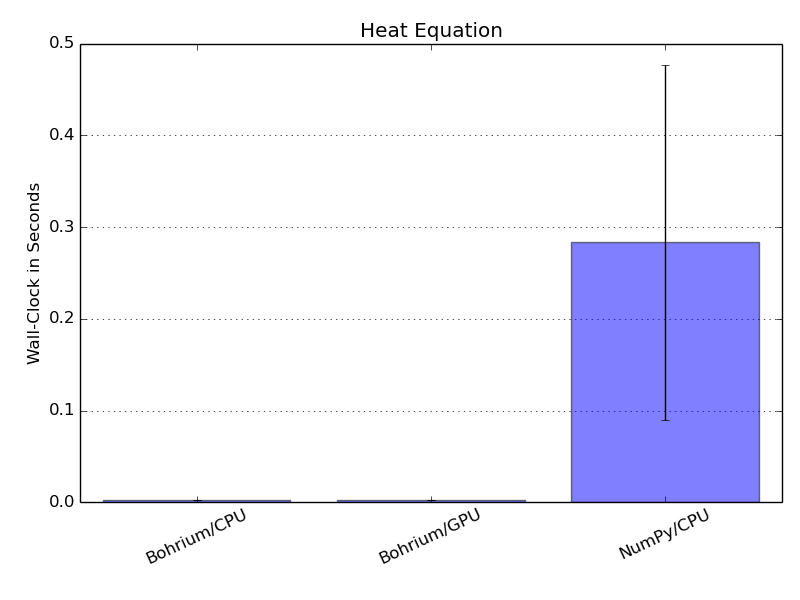 Heat Equation
0.5
0.4
0.3
0.2
0.1
0.0
Wall-Clock in Seconds
Bohrium/CPU
Bohrium/GPU
NumPy/CPU